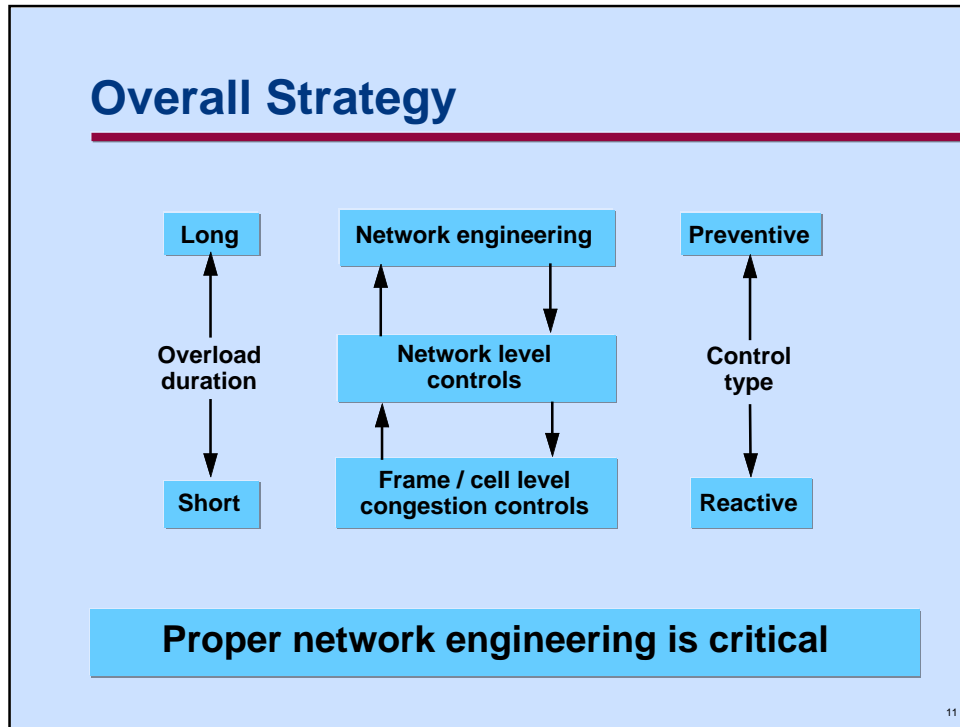 Overall Strategy
Long
Network engineering
Preventive
Overload
duration
Network level
controls
Control
type
Short
Frame / cell level
congestion controls
Reactive
Proper network engineering is critical
11